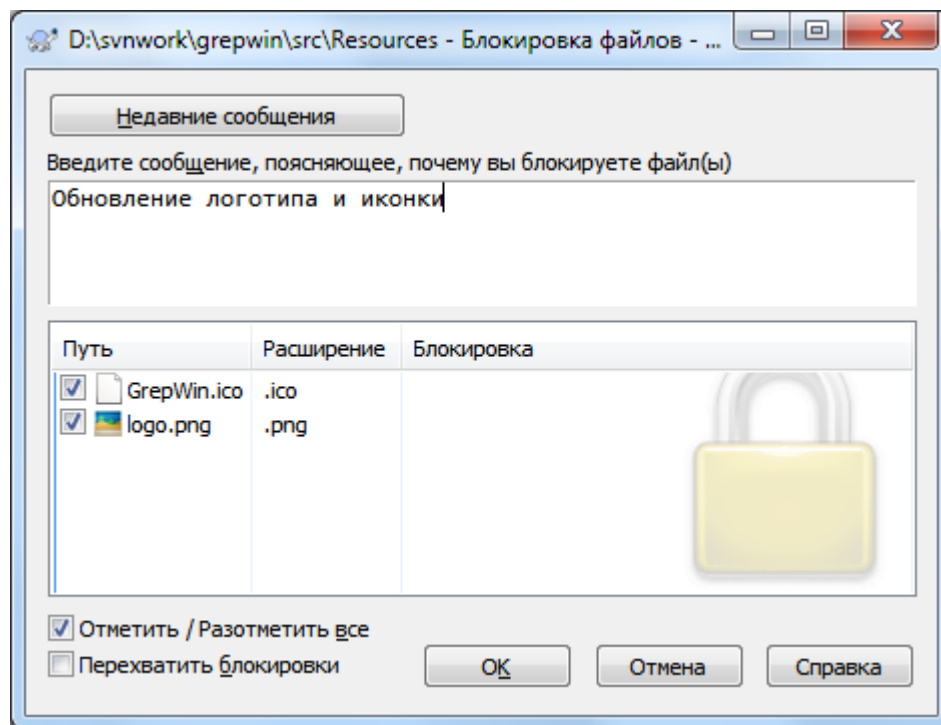 D:\svnwork\grepwin\src\Resources - Блокировка файлов - ...
Недавние сообщения
Введите сообщение, поясняющее, почему вы блокируете файл(ы)
Обновление логотипа и иконки
Путь Расширение Блокировка
GrepWin.ico .ico
logo.png .png
Отметить / Разотметить все
Перехватить блокировки
OK Отмена Справка